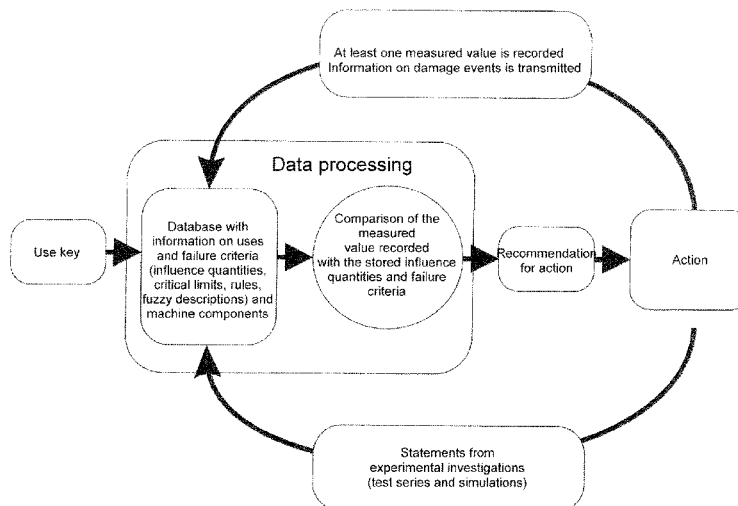 At least one measured value is recorded
Information on damage events is transmitted
Data processing
Use key
Database with
information on uses
and failure criteria
(influence quantities,
critical limits, rules,
fuzzy descriptions) and
machine components
Comparison of the
measured
value recorded
with the stored influence
quantities and failure
criteria
Recommendation
for action
Action
Statements from
experimental investigations
(test series and simulations)